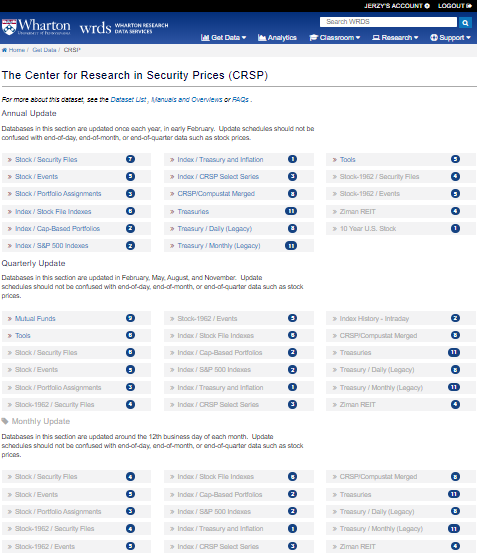 JERZY'S ACCOUNT LOGOUT
Wharton wrds WHARTON RESEARCH
DATA SERVICES
Search WRDS
Get Data Analytics Classroom Research Support
Home / Get Data / CRSP
The Center for Research in Security Prices (CRSP)
For more about this dataset, see the Dataset List , Manuals and Overviews or FAQs .
Annual Update
Databases in this section are updated once each year, in early February. Update schedules should not be
confused with end-of-day, end-of-month, or end-of-quarter data such as stock prices.
» Stock / Security Files 7 » Index / Treasury and Inflation 1 » Tools 5
» Stock / Events 5 » Index / CRSP Select Series 3 » Stock-1962 / Security Files 4
» Stock / Portfolio Assignments 3 » CRSP/Compustat Merged 8 » Stock-1962 / Events 5
» Index / Stock File Indexes 6 » Treasuries 11 » Ziman REIT 4
» Index / Cap-Based Portfolios 2 » Treasury / Daily (Legacy) 8 » 10 Year U.S. Stock 1
» Index / S&P 500 Indexes 2 » Treasury / Monthly (Legacy) 11
Quarterly Update
Databases in this section are updated in February, May, August, and November. Update
schedules should not be confused with end-of-day, end-of-month, or end-of-quarter data such as stock
prices.
» Mutual Funds 9 » Stock-1962 / Events 5 » Index History - Intraday 2
» Tools 6 » Index / Stock File Indexes 6 » CRSP/Compustat Merged 8
» Stock / Security Files 6 » Index / Cap-Based Portfolios 2 » Treasuries 11
» Stock / Events 5 » Index / S&P 500 Indexes 2 » Treasury / Daily (Legacy) 8
» Stock / Portfolio Assignments 3 » Index / Treasury and Inflation 1 » Treasury / Monthly (Legacy) 11
» Stock-1962 / Security Files 4 » Index / CRSP Select Series 3 » Ziman REIT 4
Monthly Update
Databases in this section are updated around the 12th business day of each month. Update
schedules should not be confused with end-of-day, end-of-month, or end-of-quarter data such as stock
prices.
» Stock / Security Files 4 » Index / Stock File Indexes 6 » CRSP/Compustat Merged 8
» Stock / Events 5 » Index / Cap-Based Portfolios 2 » Treasuries 11
» Stock / Portfolio Assignments 3 » Index / S&P 500 Indexes 2 » Treasury / Daily (Legacy) 8
» Stock-1962 / Security Files 4 » Index / Treasury and Inflation 1 » Treasury / Monthly (Legacy) 11
» Stock-1962 / Events 5 » Index / CRSP Select Series 3 » Ziman REIT 4